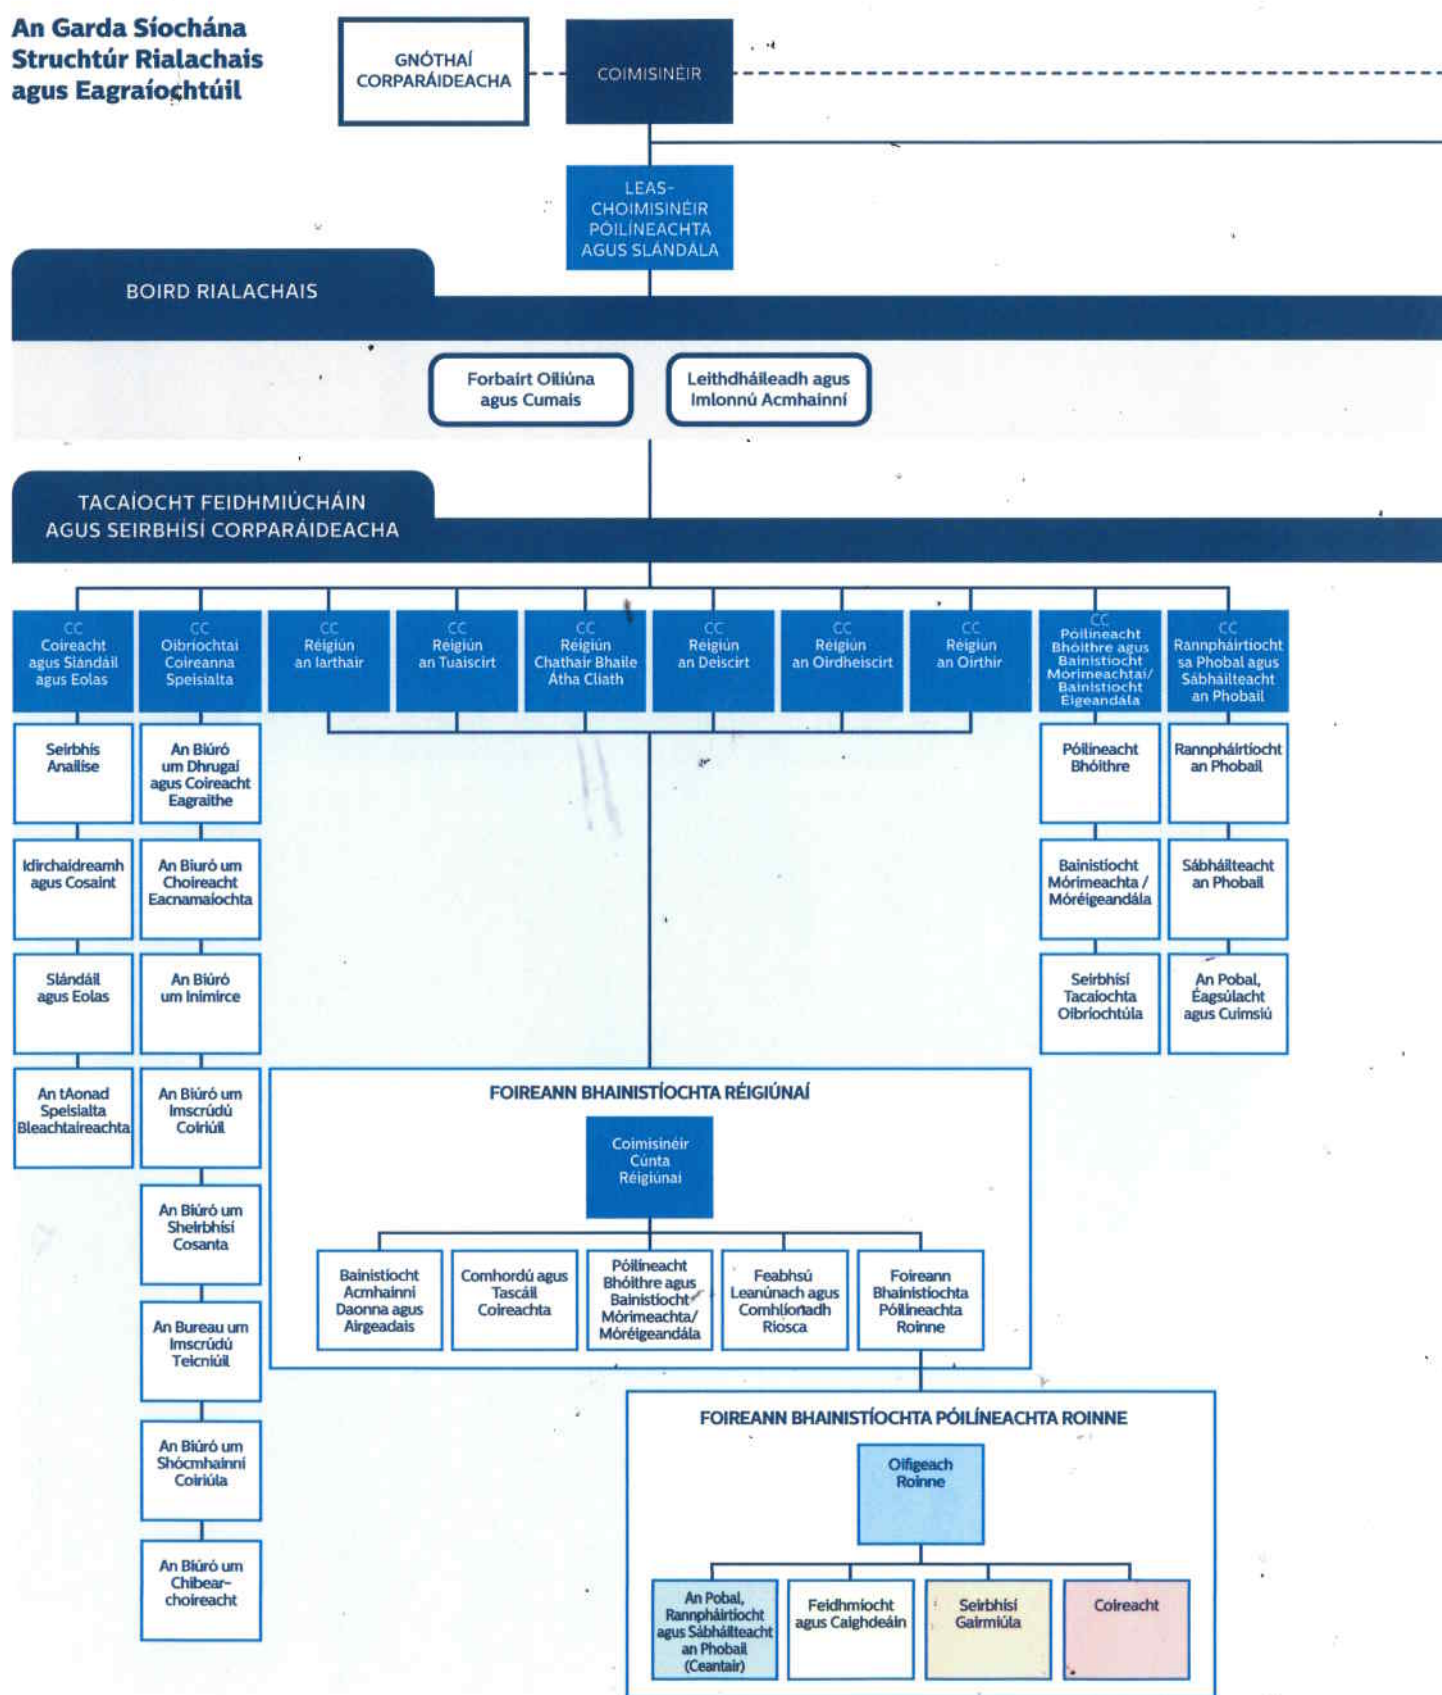 An Garda Síochána
Struchtúr Rialachais
agus Eagraíochtúil
GNÓTHAÍ
CORPARÁIDEACHA
COIMISINÉIR
LEAS-
CHOIMISINÉIR
PÓILÍNEACHTA
AGUS SLÁNDÁLA
BOIRD RIALACHAIS
Forbairt Oiliúna
agus Cumais
Leithdháileadh agus
Imlonnú Acmhainní
TACAÍOCHT FEIDHMIÚCHÁIN
AGUS SEIRBHÍSÍ CORPARÁIDEACHA
CC
Coireacht
agus Slándáil
agus Eolas
CC
Oibríochtaí
Coireanna
Speisialta
CC
Réigiún
an Iarthair
CC
Réigiún
an Tuaiscirt
CC
Réigiún
Chathair Bhaile
Átha Cliath
CC
Réigiún
an Deiscirt
CC
Réigiún
an Oirdheiscirt
CC
Réigiún
an Oirthir
CC
Póilíneacht
Bhóithre agus
Bainistíocht
Mórimeachtaí/
Bainistíocht
Éigeandála
CC
Rannpháirtíocht
sa Phobal agus
Sábháilteacht
an Phobail
Seirbhís
Anailíse
Idirchaidreamh
agus Cosaint
Slándáil
agus Eolas
An tAonad
Speisialta
Bleachtaireachta
An Biúró
um Dhrugaí
agus Coireacht
Eagraithe
An Biuró um
Choireacht
Eacnamaíochta
An Biúró
um Inimirce
An Biúró um
Imscrúdú
Coiriúil
An Biúró um
Sheirbhísí
Cosanta
An Bureau um
Imscrúdú
Teicniúil
An Biúró um
Shócmhainní
Coiriúla
An Biúró um
Chibear-
choireacht
Póilíneacht
Bhóithre
Bainistíocht
Mórimeachta /
Móréigeandála
Seirbhísí
Tacaíochta
Oibríochtúla
Rannpháirtíocht
an Phobail
Sábháilteacht
an Phobail
An Pobal,
Éagsúlacht
agus Cuimsiú
FOIREANN BHAINISTÍOCHTA RÉIGIÚNAÍ
Coimisinéir
Cúnta
Réigiúnaí
Bainistíocht
Acmhainní
Daonna agus
Airgeadais
Comhordú agus
Tascáil
Coireachta
Póilíneacht
Bhóithre agus
Bainistíocht
Mórimeachta/
Móréigeandála
Feabhsú
Leanúnach agus
Comhlíonadh
Riosca
Foireann
Bhainistíochta
Póilíneachta
Roinne
FOIREANN BHAINISTÍOCHTA PÓILÍNEACHTA ROINNE
Oifigeach
Roinne
An Pobal,
Rannpháirtíocht
agus Sábháilteacht
an Phobail
(Ceantair)
Feidhmíocht
agus Caighdeáin
Seirbhísí
Gairmiúla
Coireacht